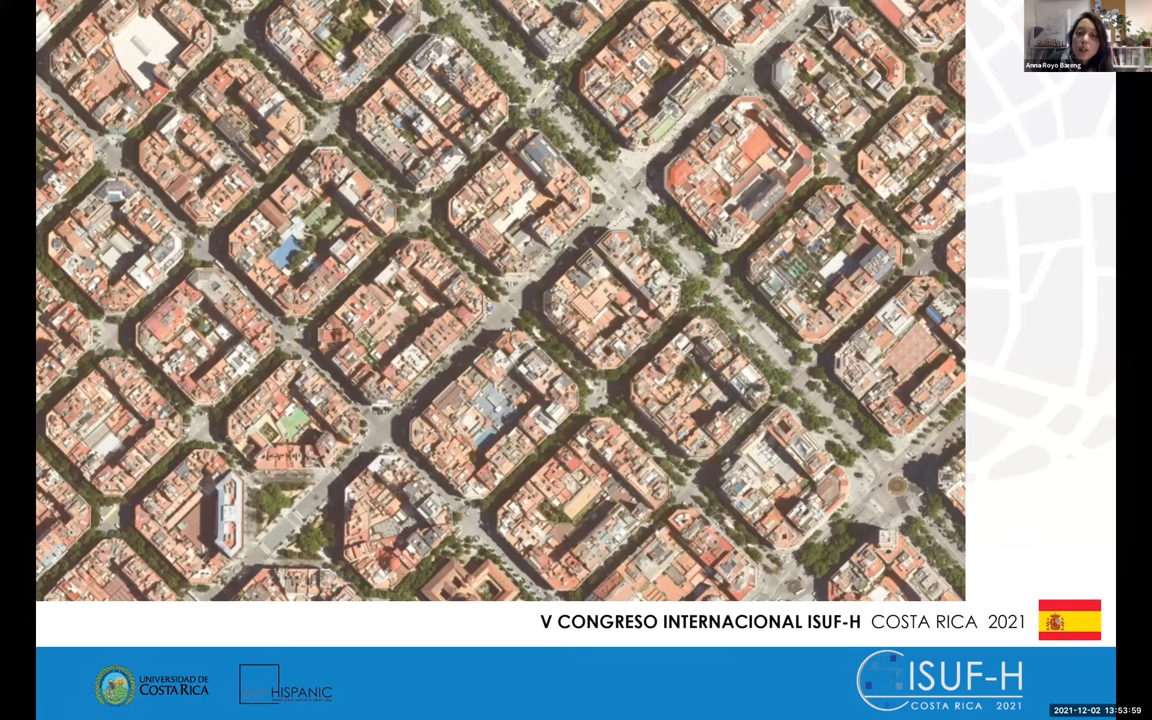 Anna Royo Bareng
V CONGRESO INTERNACIONAL ISUF-H COSTA RICA 2021
UNIVERSIDAD DE
COSTA RICA
HISPANIC
ISUF-H
COSTA RICA 2021
2021-12-02 13:53:59